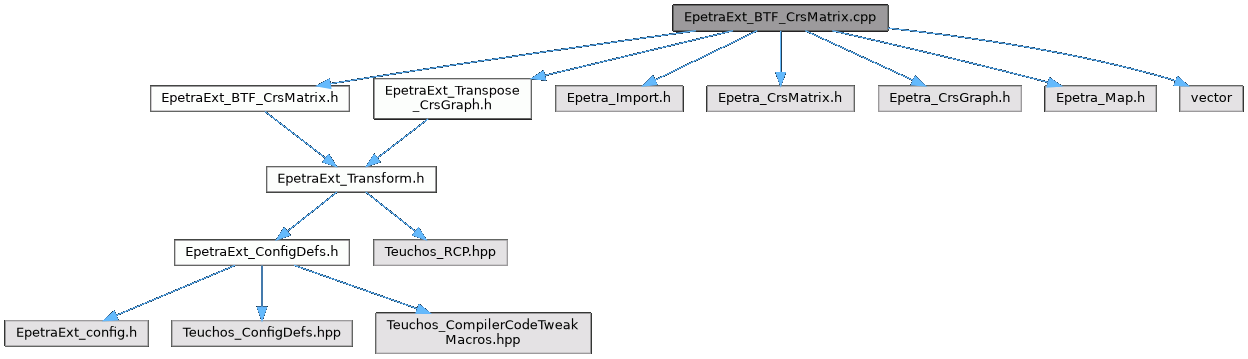 EpetraExt_BTF_CrsMatrix.cpp
EpetraExt_BTF_CrsMatrix.h
EpetraExt_Transpose
_CrsGraph.h
Epetra_Import.h
Epetra_CrsMatrix.h
Epetra_CrsGraph.h
Epetra_Map.h
vector
EpetraExt_Transform.h
EpetraExt_ConfigDefs.h
Teuchos_RCP.hpp
EpetraExt_config.h
Teuchos_ConfigDefs.hpp
Teuchos_CompilerCodeTweak
Macros.hpp